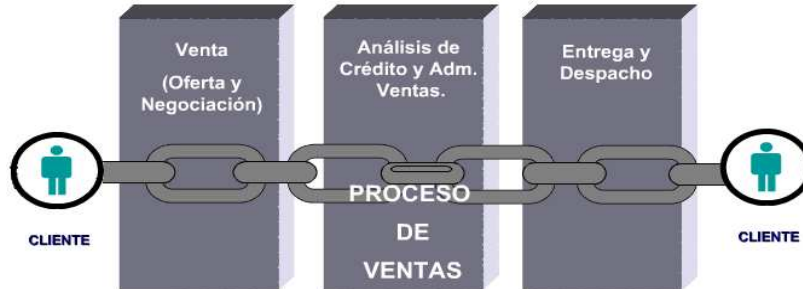 Venta
(Oferta y
Negociación)
Análisis de
Crédito y Adm.
Ventas.
Entrega y
Despacho
CLIENTE
PROCESO
DE
VENTAS
CLIENTE